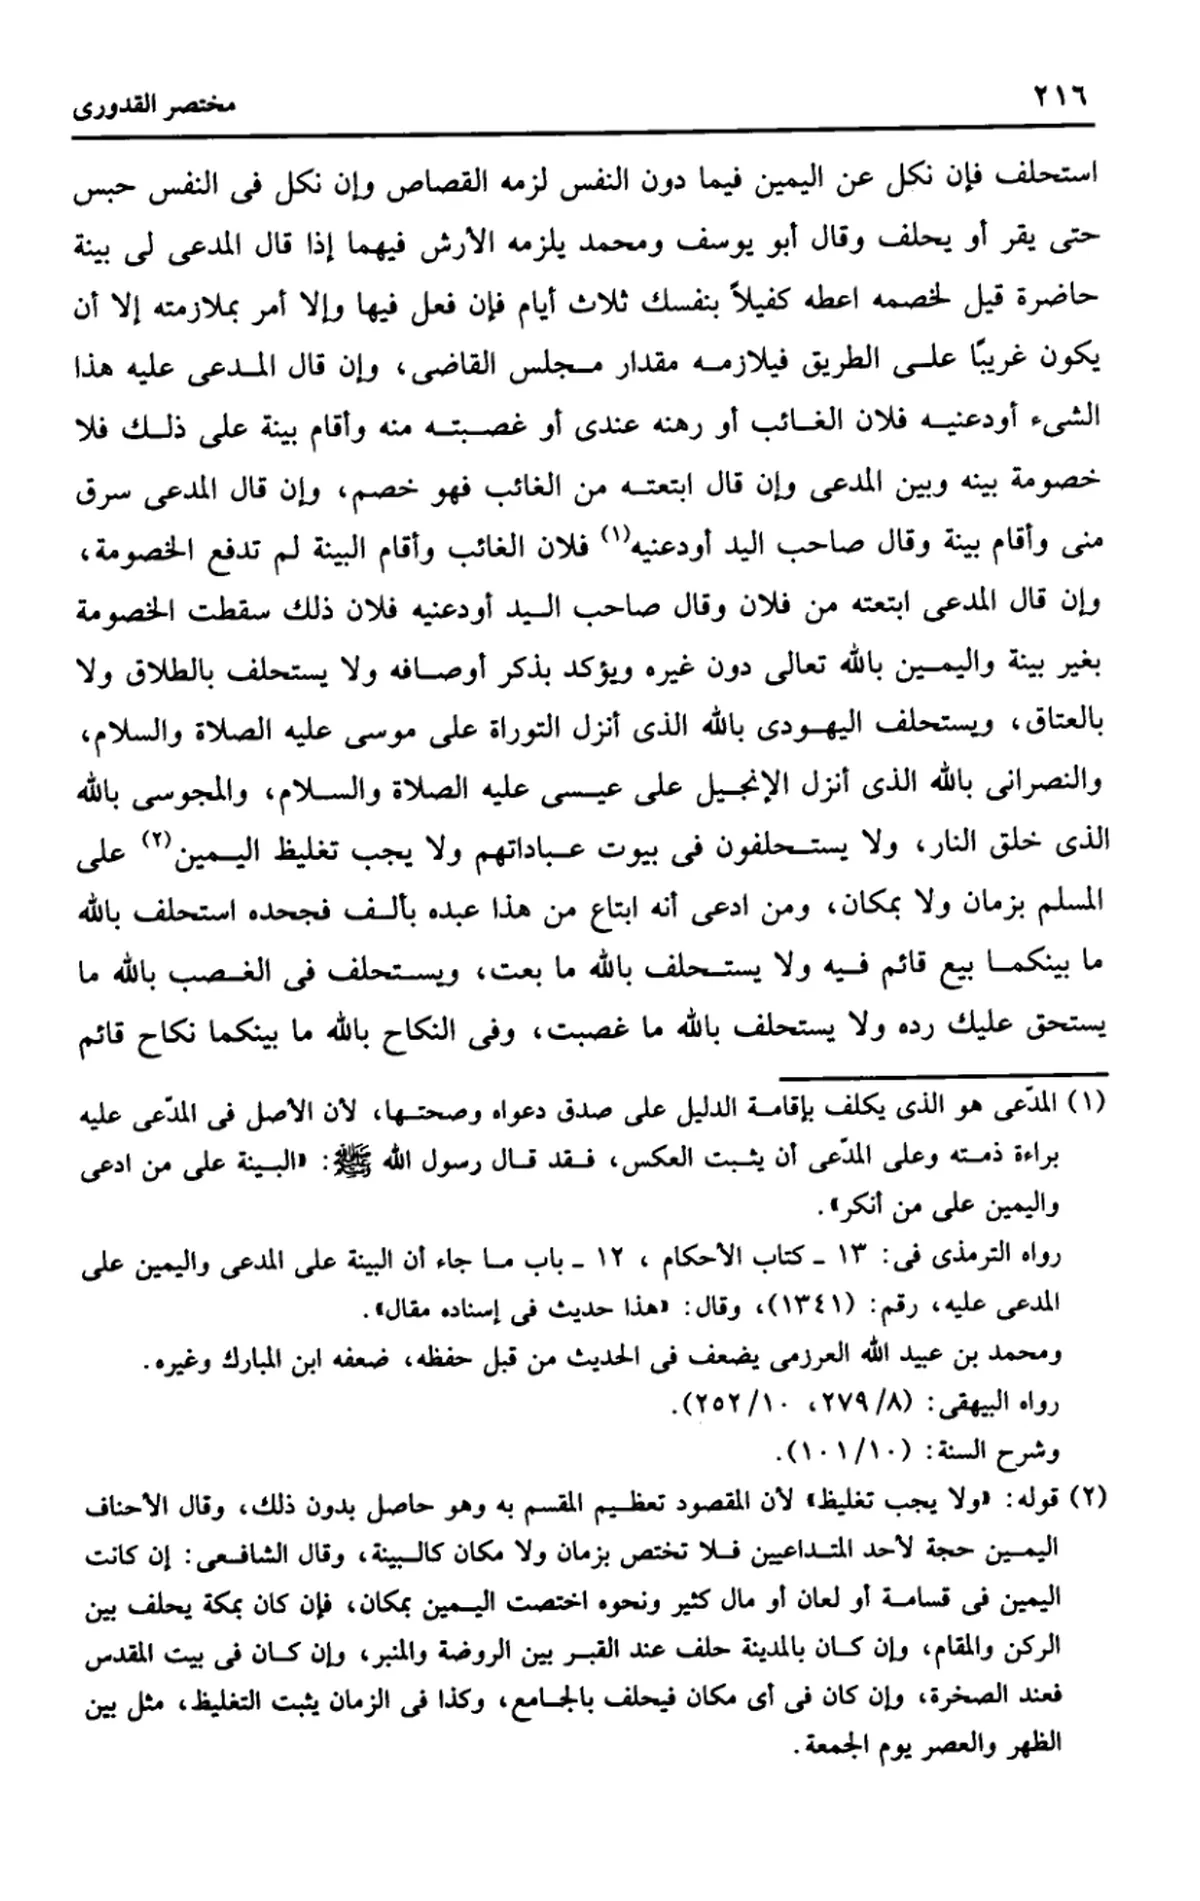 ٢١٦
مختصر القدورى
استحلف فإن نكل عن اليمين فيما دون النفس لزمه القصاص وإن نكل فى النفس حبس
حتى يقر أو يحلف وقال أبو يوسف ومحمد يلزمه الأرش فيهما إذا قال المدعى لى بينة
حاضرة قيل لخصمه اعطه كفيلاً بنفسك ثلاث أيام فإن فعل فيها وإلا أمر بملازمته إلا أن
يكون غريبًا على الطريق فيلازمه مقدار مجلس القاضى، وإن قال المدعى عليه هذا
الشىء أودعنيه فلان الغائب أو رهنه عندى أو غصبته منه وأقام بينة على ذلك فلا
خصومة بينه وبين المدعى وإن قال ابتعته من الغائب فهو خصم، وإن قال المدعى سرق
منى وأقام بينة وقال صاحب اليد أودعنيه(١) فلان الغائب وأقام البينة لم تدفع الخصومة،
وإن قال المدعى ابتعته من فلان وقال صاحب اليد أودعنيه فلان ذلك سقطت الخصومة
بغير بينة واليمين بالله تعالى دون غيره ويؤكد بذكر أوصافه ولا يستحلف بالطلاق ولا
بالعتاق، ويستحلف اليهودى بالله الذى أنزل التوراة على موسى عليه الصلاة والسلام،
والنصرانى بالله الذى أنزل الإنجيل على عيسى عليه الصلاة والسلام، والمجوسى بالله
الذى خلق النار، ولا يستحلفون فى بيوت عباداتهم ولا يجب تغليظ اليمين(٢) على
المسلم بزمان ولا بمكان، ومن ادعى أنه ابتاع من هذا عبده بألف فجحده استحلف بالله
ما بينكما بيع قائم فيه ولا يستحلف بالله ما بعت، ويستحلف فى الغصب بالله ما
يستحق عليك رده ولا يستحلف بالله ما غصبت، وفى النكاح بالله ما بينكما نكاح قائم
(١) المدّعى هو الذى يكلف بإقامة الدليل على صدق دعواه وصحتها، لأن الأصل فى المدّعى عليه
براءة ذمته وعلى المدّعى أن يثبت العكس، فقد قال رسول الله ﷺ: «البينة على من ادعى
واليمين على من أنكر».
رواه الترمذى فى: ١٣ - كتاب الأحكام ، ١٢ - باب ما جاء أن البينة على المدعى واليمين على
المدعى عليه، رقم: (١٣٤١)، وقال: «هذا حديث فى إسناده مقال».
ومحمد بن عبيد الله العرزمى يضعف فى الحديث من قبل حفظه، ضعفه ابن المبارك وغيره.
رواه البيهقى: (٨/ ٢٧٩، ١٠/ ٢٥٢).
وشرح السنة: (١٠/ ١٠١).
(٢) قوله: «ولا يجب تغليظ» لأن المقصود تعظيم المقسم به وهو حاصل بدون ذلك، وقال الأحناف
اليمين حجة لأحد المتداعيين فلا تختص بزمان ولا مكان كالبينة، وقال الشافعى: إن كانت
اليمين فى قسامة أو لعان أو مال كثير ونحوه اختصت اليمين بمكان، فإن كان بمكة يحلف بين
الركن والمقام، وإن كان بالمدينة حلف عند القبر بين الروضة والمنبر، وإن كان فى بيت المقدس
فعند الصخرة، وإن كان فى أى مكان فيحلف بالجامع، وكذا فى الزمان يثبت التغليظ، مثل بين
الظهر والعصر يوم الجمعة.